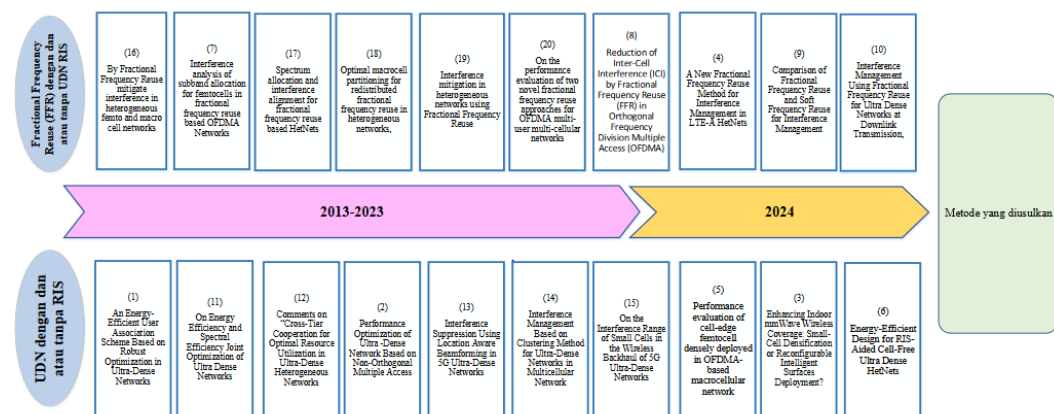 Fractional Frequency
Reuse (FFR) dengan dan
atau tanpa UDN RIS
(16)
By Fractional
Frequency Reuse
mitigate
interference in
heterogeneous
femto and macro
cell networks
(7)
Interference
analysis of
subband allocation
for femtocells in
fractional
frequency reuse
based OFDMA
Networks
(17)
Spectrum
allocation and
interference
alignment for
fractional
frequency reuse
based HetNets
(18)
Optimal macrocell
partitioning for
redistributed
fractional
frequency reuse in
heterogeneous
networks,
(19)
Interference
mitigation in
heterogeneous
networks using
Fractional
Frequency Reuse
(20)
On the
performance
evaluation of two
novel fractional
frequency reuse
approaches for
OFDMA multi-
user multi-cellular
networks
(8)
Reduction of
Inter-Cell
Interference (ICI)
by Fractional
Frequency Reuse
(FFR) in
Orthogonal
Frequency
Division Multiple
Access (OFDMA)
(4)
A New Fractional
Frequency Reuse
Method for
Interference
Management in
LTE-A HetNets
(9)
Comparison of
Fractional
Frequency Reuse
and Soft
Frequency Reuse
for Interference
Management
(10)
Interference
Management
Using Fractional
Frequency Reuse
for Ultra Dense
Networks at
Downlink
Transmission,
2013-2023
2024
Metode yang diusulkan
UDN dengan dan
atau tanpa RIS
(1)
An Energy-
Efficient User
Association
Scheme Based on
Robust
Optimization in
Ultra-Dense
Networks
(11)
On Energy
Efficiency and
Spectral
Efficiency Joint
Optimization of
Ultra Dense
Networks
(12)
Comments on
"Cross-Tier
Cooperation for
Optimal Resource
Utilization in
Ultra-Dense
Heterogeneous
Networks
(2)
Performance
Optimization of
Ultra -Dense
Network Based on
Non-Orthogonal
Multiple Access
(13)
Interference
Suppression Using
Location Aware
Beamforming in
5G Ultra-Dense
Networks
(14)
Interference
Management
Based on
Clustering Method
for Ultra-Dense
Networks in
Multicellular
Network
(15)
On the
Interference Range
of Small Cells in
the Wireless
Backhaul of 5G
Ultra-Dense
Networks
(5)
Performance
evaluation of
cell-edge
femtocell
densely deployed
in OFDMA-
based
macrocellular
network
(3)
Enhancing Indoor
mmWave Wireless
Coverage: Small-
Cell Densification
or Reconfigurable
Intelligent
Surfaces
Deployment?
(6)
Energy-Efficient
Design for RIS-
Aided Cell-Free
Ultra Dense
HetNets